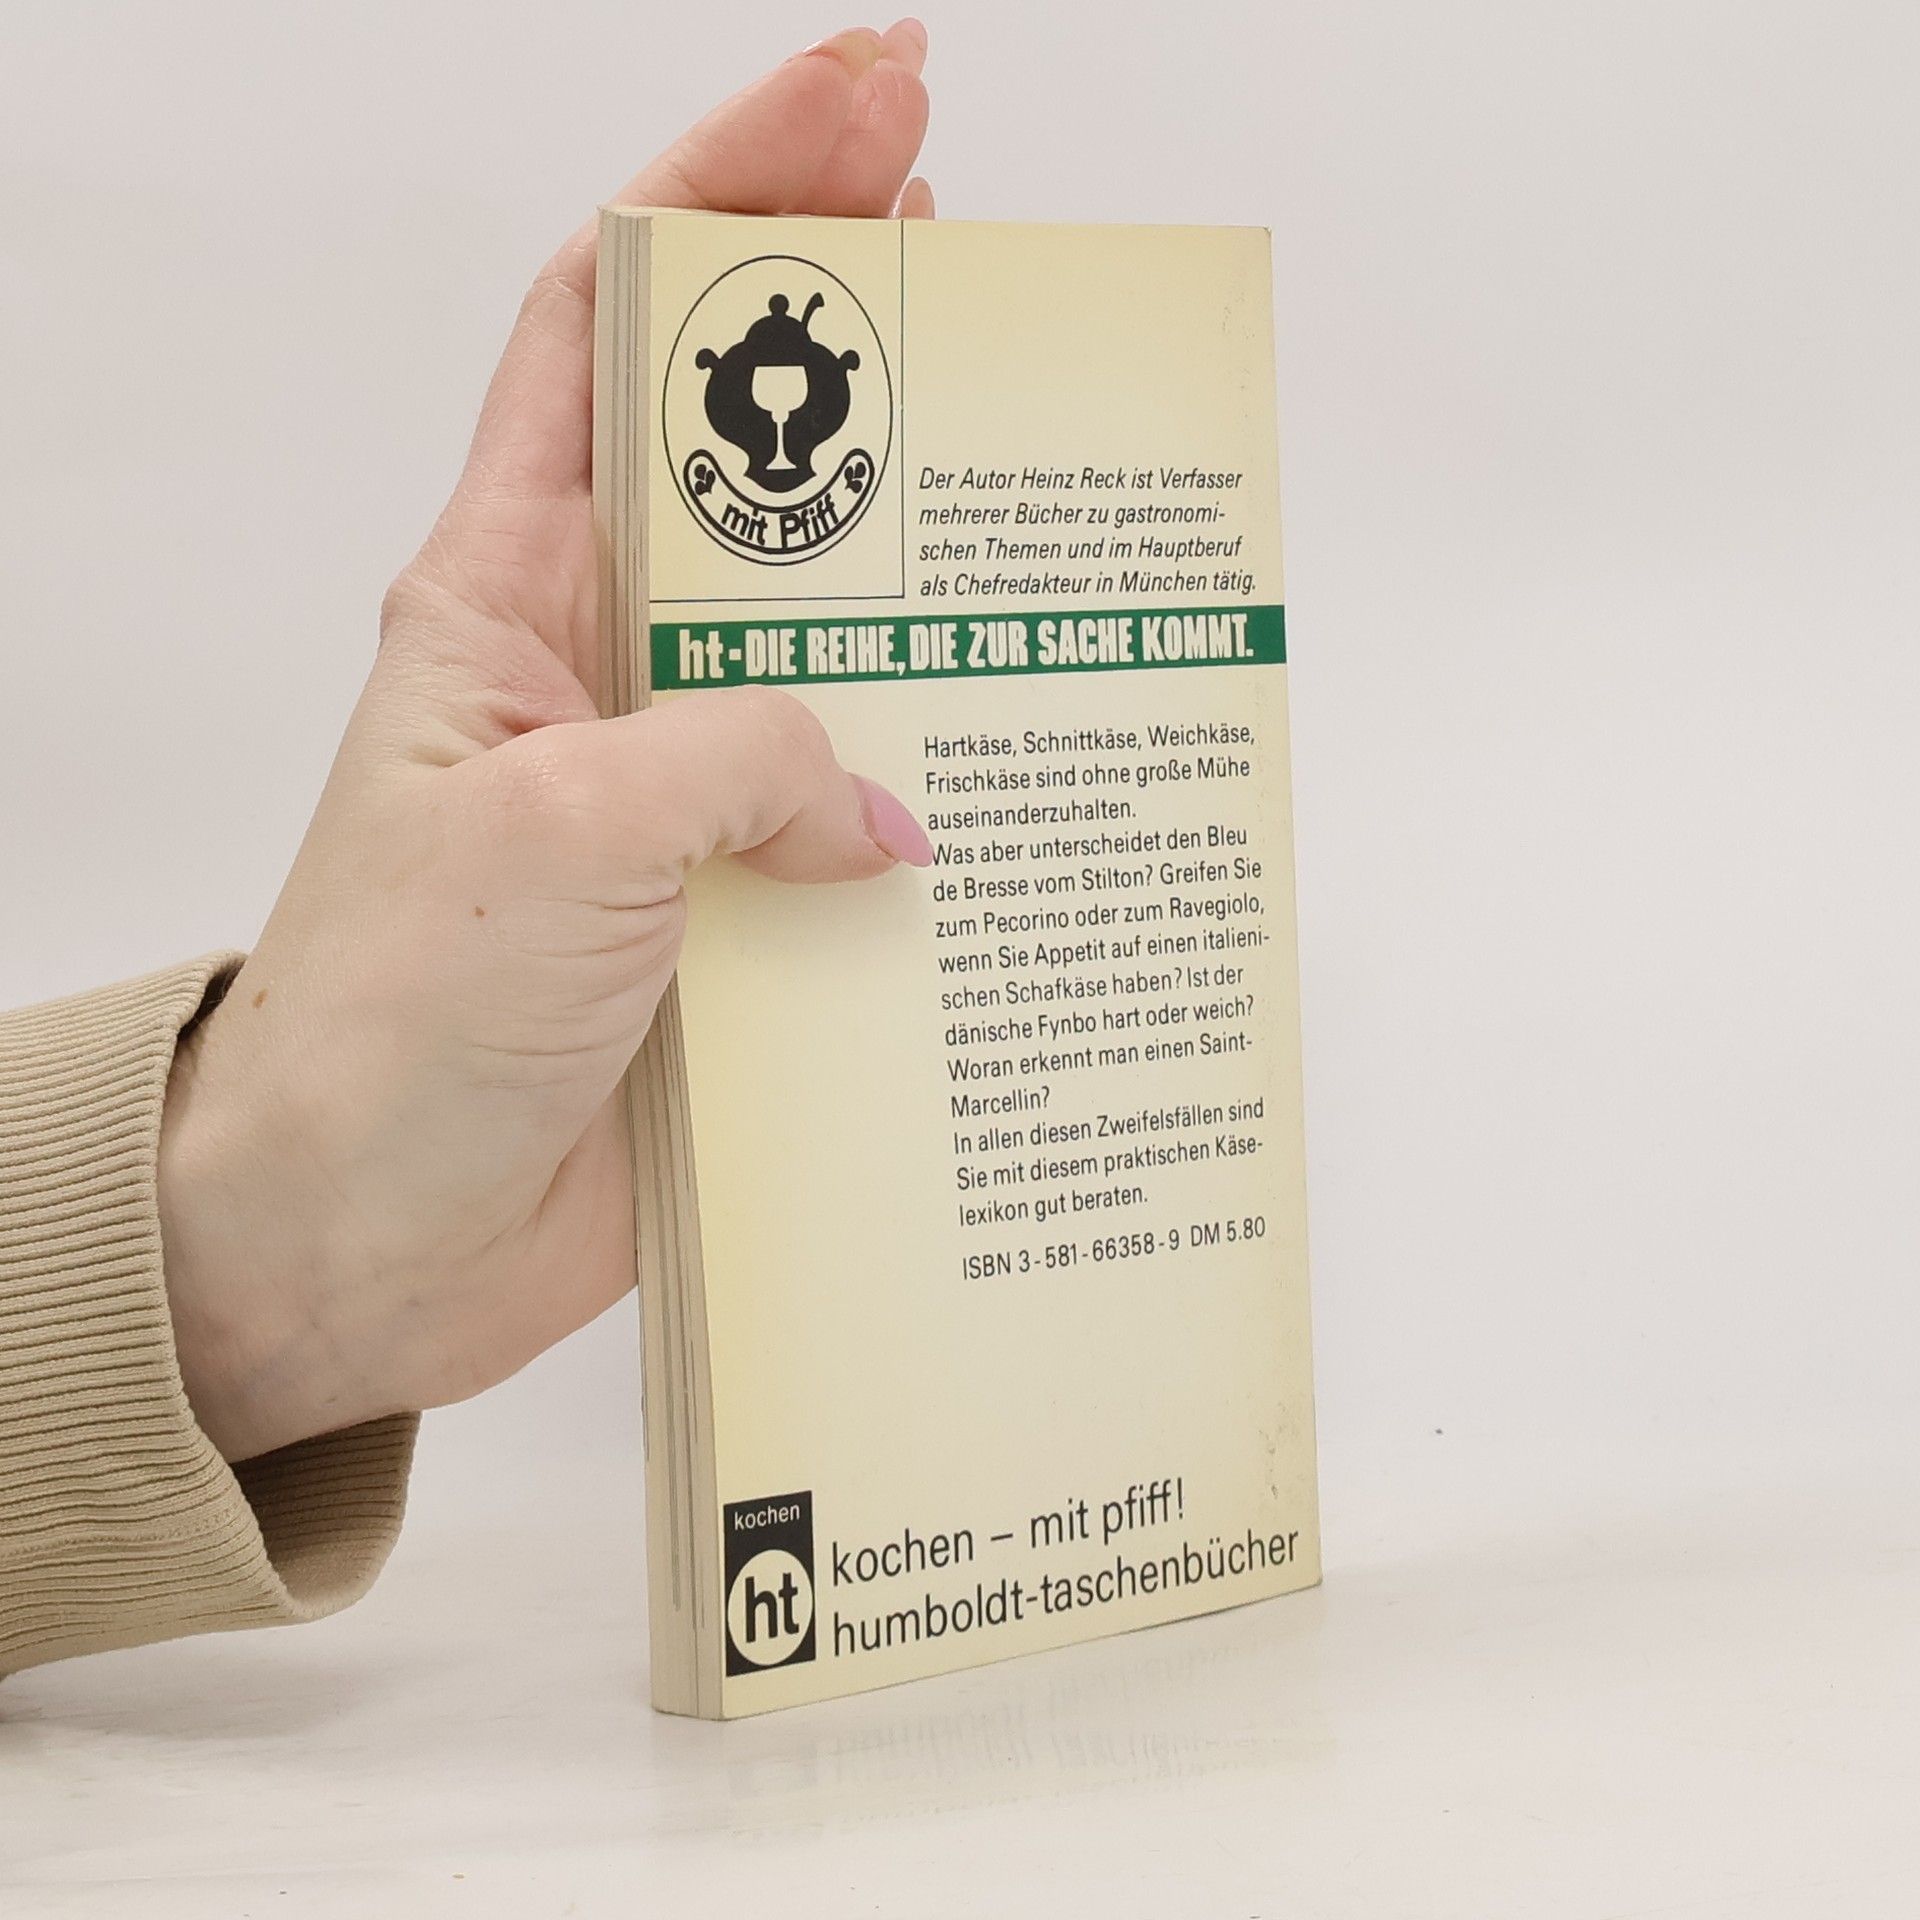 mit Pfiff
Der Autor Heinz Reck ist Verfasser
mehrerer Bücher zu gastronomi-
schen Themen und im Hauptberuf
als Chefredakteur in München tätig.
ht-DIE REIHE, DIE ZUR SACHE KOMMT.
Hartkäse, Schnittkäse, Weichkäse,
Frischkäse sind ohne große Mühe
auseinanderzuhalten.
Was aber unterscheidet den Bleu
de Bresse vom Stilton? Greifen Sie
zum Pecorino oder zum Ravegiolo,
wenn Sie Appetit auf einen italieni-
schen Schafkäse haben? Ist der
dänische Fynbo hart oder weich?
Woran erkennt man einen Saint-
Marcellin?
In allen diesen Zweifelsfällen sind
Sie mit diesem praktischen Käse-
lexikon gut beraten.
ISBN 3-581-66358-9 DM 5.80
kochen
ht
kochen – mit pfiff!
humboldt-taschenbücher